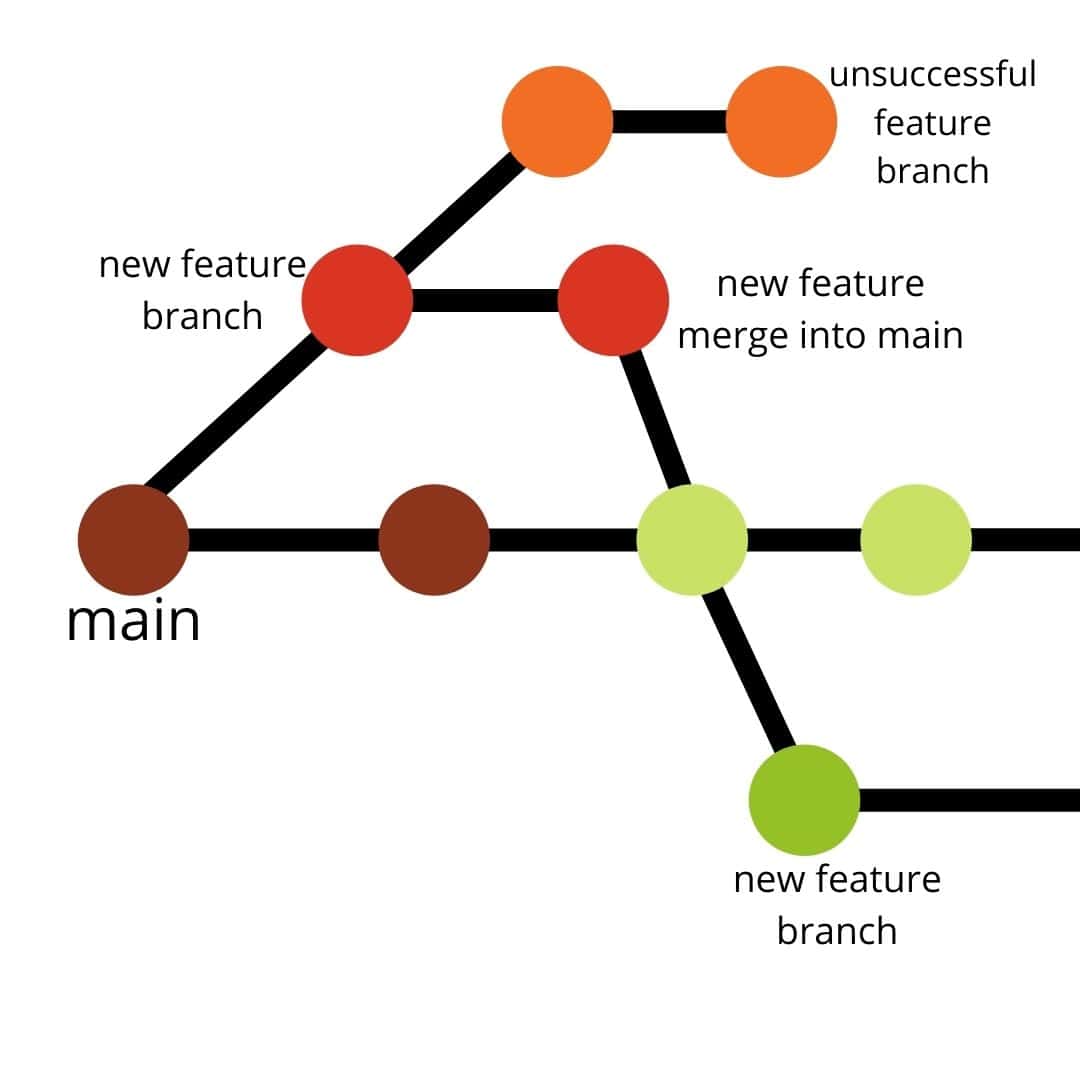 unsuccessful
feature
branch
new feature
branch
new feature
merge into main
main
new feature
branch